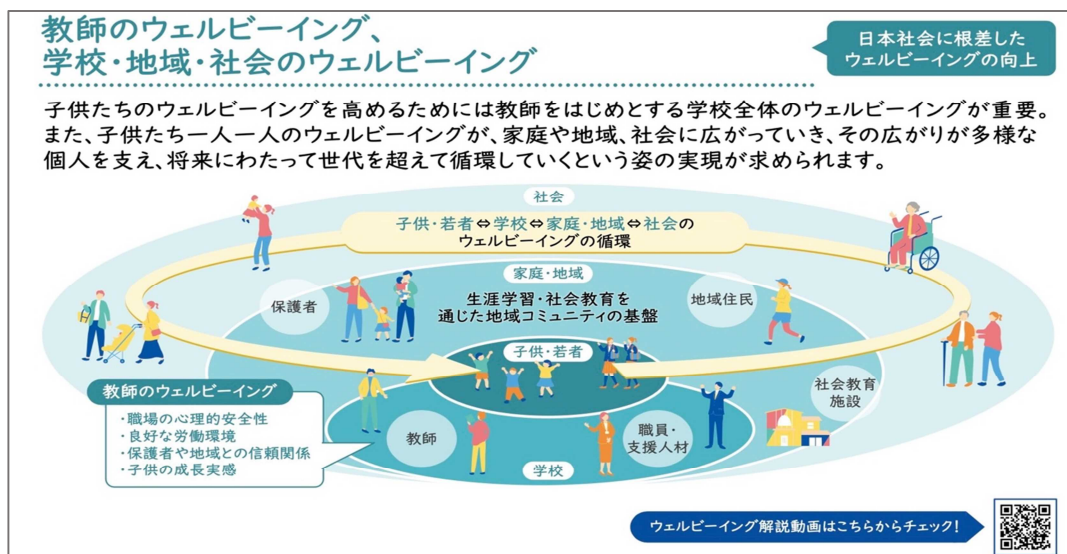 教師のウェルビーイング、
学校・地域・社会のウェルビーイング
日本社会に根差した
ウェルビーイングの向上
子供たちのウェルビーイングを高めるためには教師をはじめとする学校全体のウェルビーイングが重要。
また、子供たち一人一人のウェルビーイングが、家庭や地域、社会に広がっていき、その広がりが多様な
個人を支え、将来にわたって世代を超えて循環していくという姿の実現が求められます。
社会
子供・若者⇔学校⇔家庭・地域⇔社会の
ウェルビーイングの循環
家庭・地域
保護者
生涯学習・社会教育を
通じた地域コミュニティの基盤
地域住民
子供・若者
教師のウェルビーイング
・職場の心理的安全性
・良好な労働環境
・保護者や地域との信頼関係
・子供の成長実感
社会教育
施設
教師
職員・
支援人材
学校
ウェルビーイング解説動画はこちらからチェック!